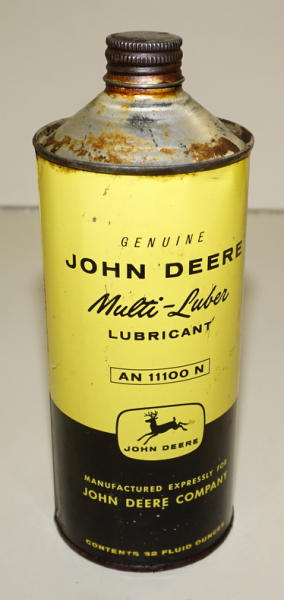 GENUINE
JOHN DEERE
Multi-Luber
LUBRICANT
AN 11100 N
JOHN DEERE
MANUFACTURED EXPRESSLY FOR
JOHN DEERE COMPANY
CONTENTS 32 FLUID OUNCES